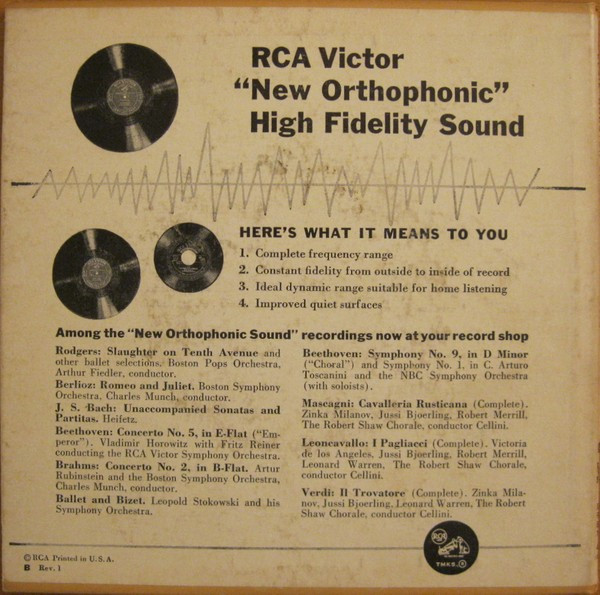 RCA Victor
“New Orthophonic”
High Fidelity Sound
HERE'S WHAT IT MEANS TO YOU
1. Complete frequency range
2. Constant fidelity from outside to inside of record
3. Ideal dynamic range suitable for home listening
4. Improved quiet surfaces
Among the "New Orthophonic Sound" recordings now at your record shop
Rodgers: Slaughter on Tenth Avenue and
other ballet selections. Boston Pops Orchestra,
Arthur Fiedler, conductor.
Berlioz: Romeo and Juliet. Boston Symphony
Orchestra, Charles Munch, conductor.
J. S. Bach: Unaccompanied Sonatas and
Partitas. Heifetz.
Beethoven: Concerto No. 5, in E-Flat ("Em-
peror"). Vladimir Horowitz with Fritz Reiner
conducting the RCA Victor Symphony Orchestra.
Brahms: Concerto No. 2, in B-Flat. Artur
Rubinstein and the Boston Symphony Orchestra,
Charles Munch, conductor.
Ballet and Bizet. Leopold Stokowski and his
Symphony Orchestra.
Beethoven: Symphony No. 9, in D Minor
("Choral") and Symphony No. 1, in C. Arturo
Toscanini and the NBC Symphony Orchestra
(with soloists).
Mascagni: Cavalleria Rusticana (Complete).
Zinka Milanov, Jussi Bjoerling, Robert Merrill,
The Robert Shaw Chorale, conductor Cellini.
Leoncavallo: I Pagliacci (Complete). Victoria
de los Angeles, Jussi Bjoerling, Robert Merrill,
Leonard Warren, The Robert Shaw Chorale,
conductor Cellini.
Verdi: Il Trovatore (Complete). Zinka Mila-
nov, Jussi Bjoerling, Leonard Warren, The Robert
Shaw Chorale, conductor Cellini.
RCA
TMKS. ®
© RCA Printed in U. S. A.
B Rev. 1